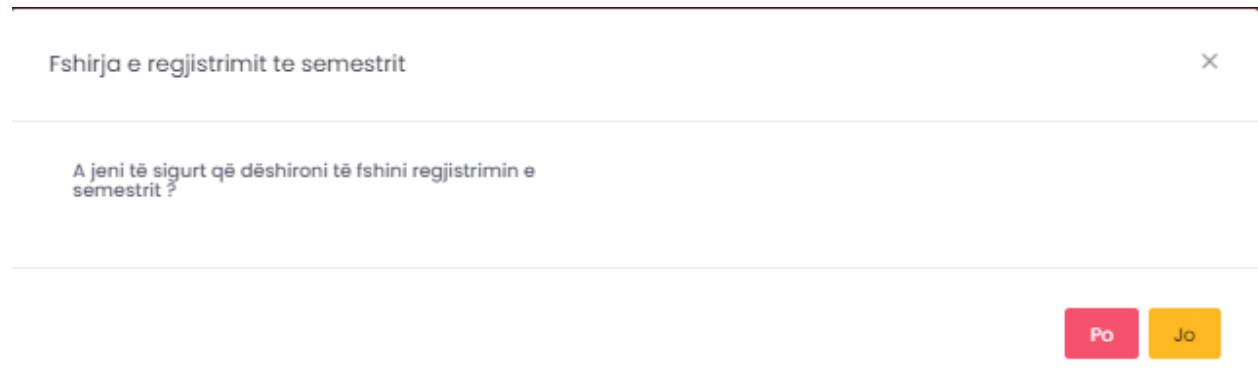 Fshirja e regjistrimit te semestrit
A jeni të sigurt që dëshironi të fshini regjistrimin e
semestrit ?
Po
Jo